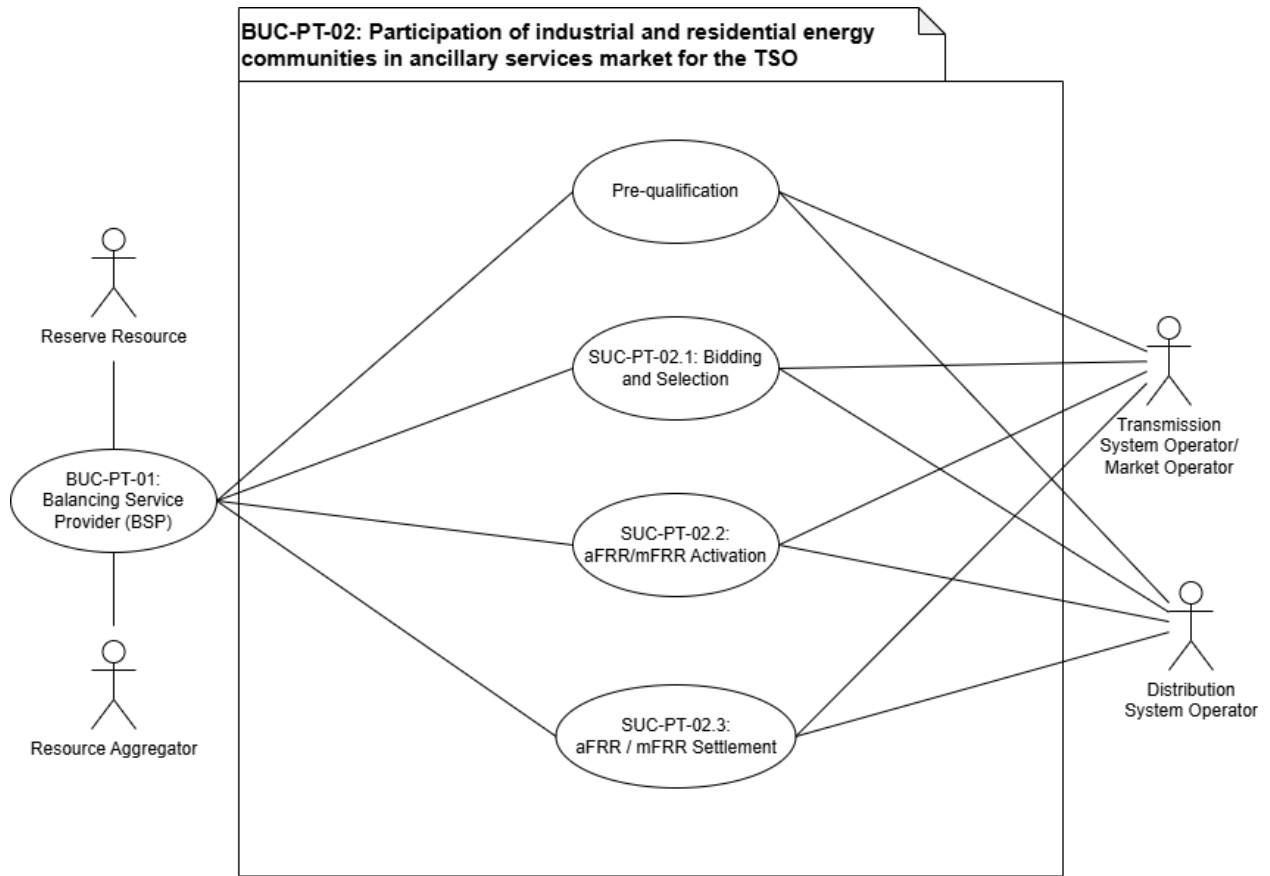 BUC-PT-02: Participation of industrial and residential energy
communities in ancillary services market for the TSO
Pre-qualification
Reserve Resource
SUC-PT-02.1: Bidding
and Selection
Transmission
System Operator/
Market Operator
BUC-PT-01:
Balancing Service
Provider (BSP)
SUC-PT-02.2:
aFRR/mFRR Activation
Distribution
System Operator
Resource Aggregator
SUC-PT-02.3:
aFRR / mFRR Settlement